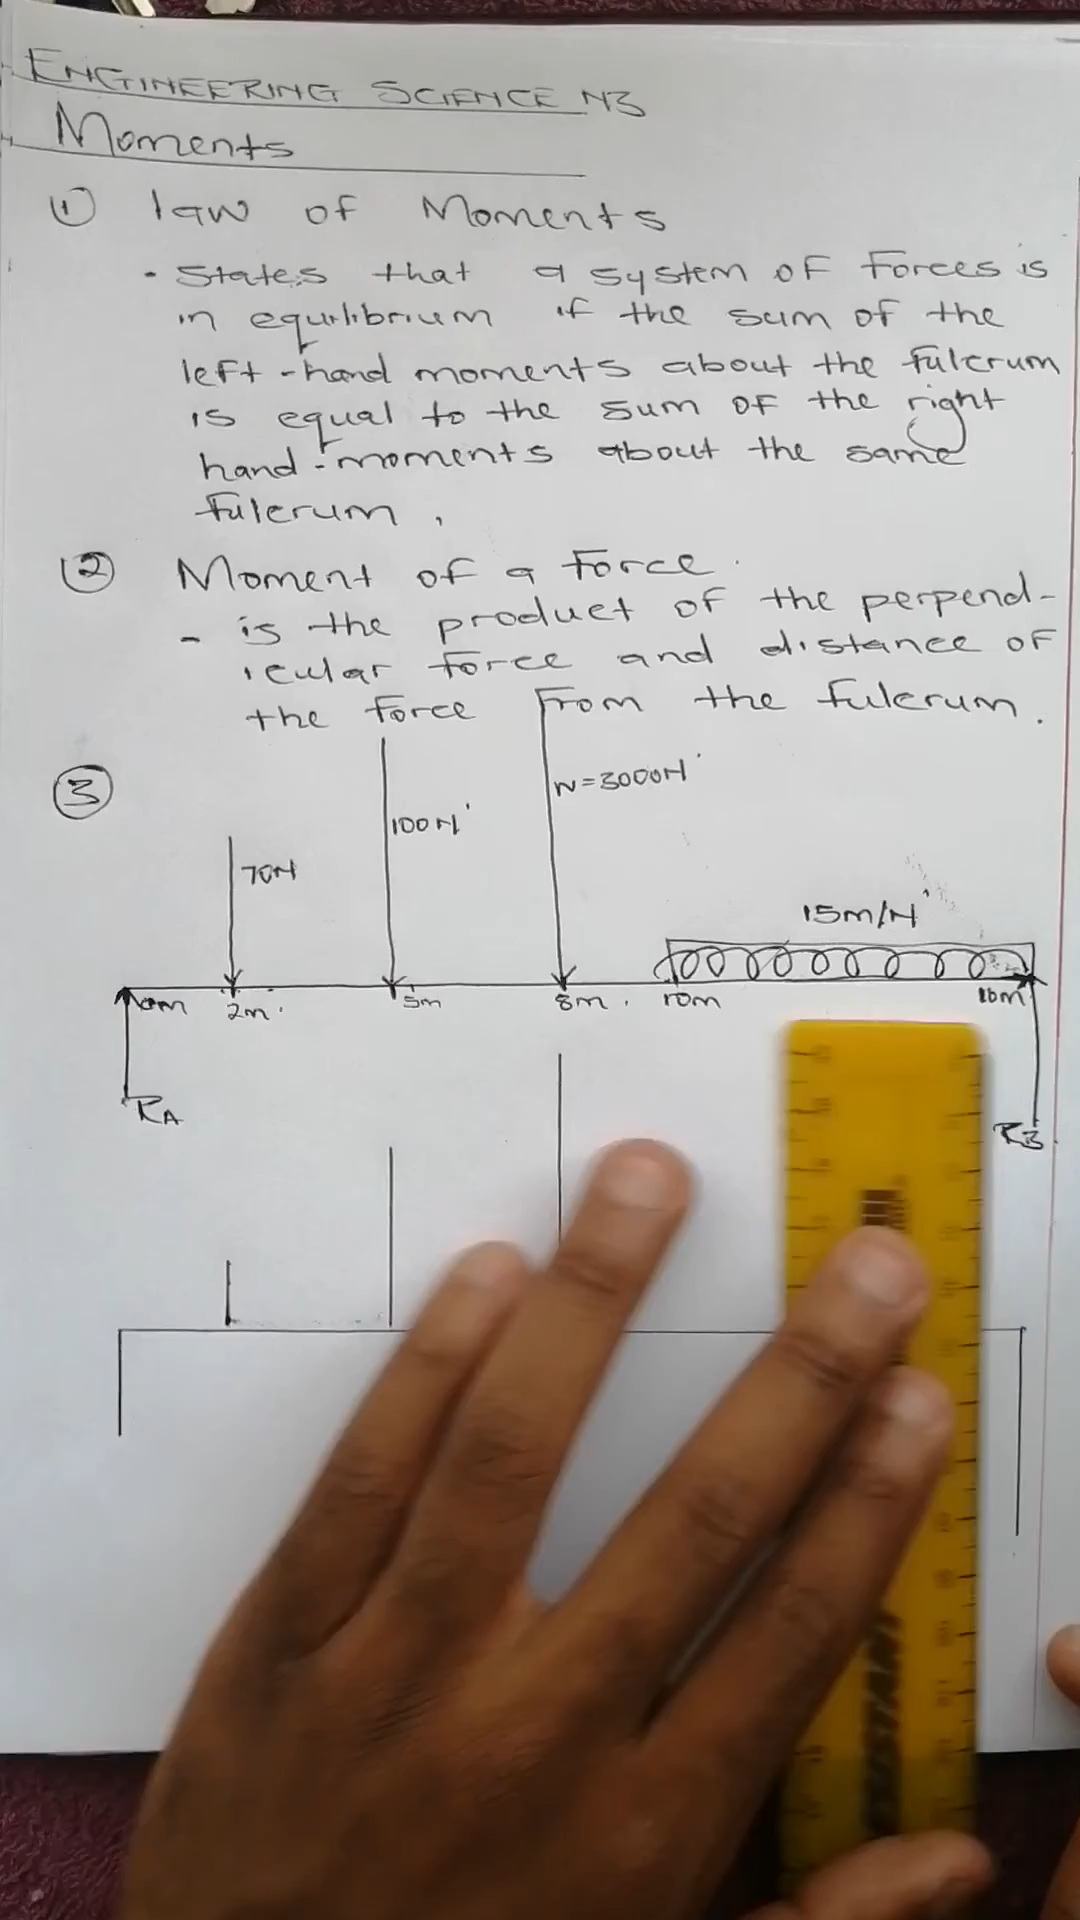 ENGINEERING SCIENCE N3
Moments
① law of Moments
• States that a system of Forces is
in equilibrium if the sum of the
left-hand moments about the fulcrum
is equal to the sum of the right
hand-moments about the same
fulcrum.
② Moment of a Force.
- is the product of the perpend-
icular force and distance of
the force from the fulcrum.
③
W=3000N
100N
70N
15m/N
0m 2m. 5m 8m. 10m 16m
RA
RB